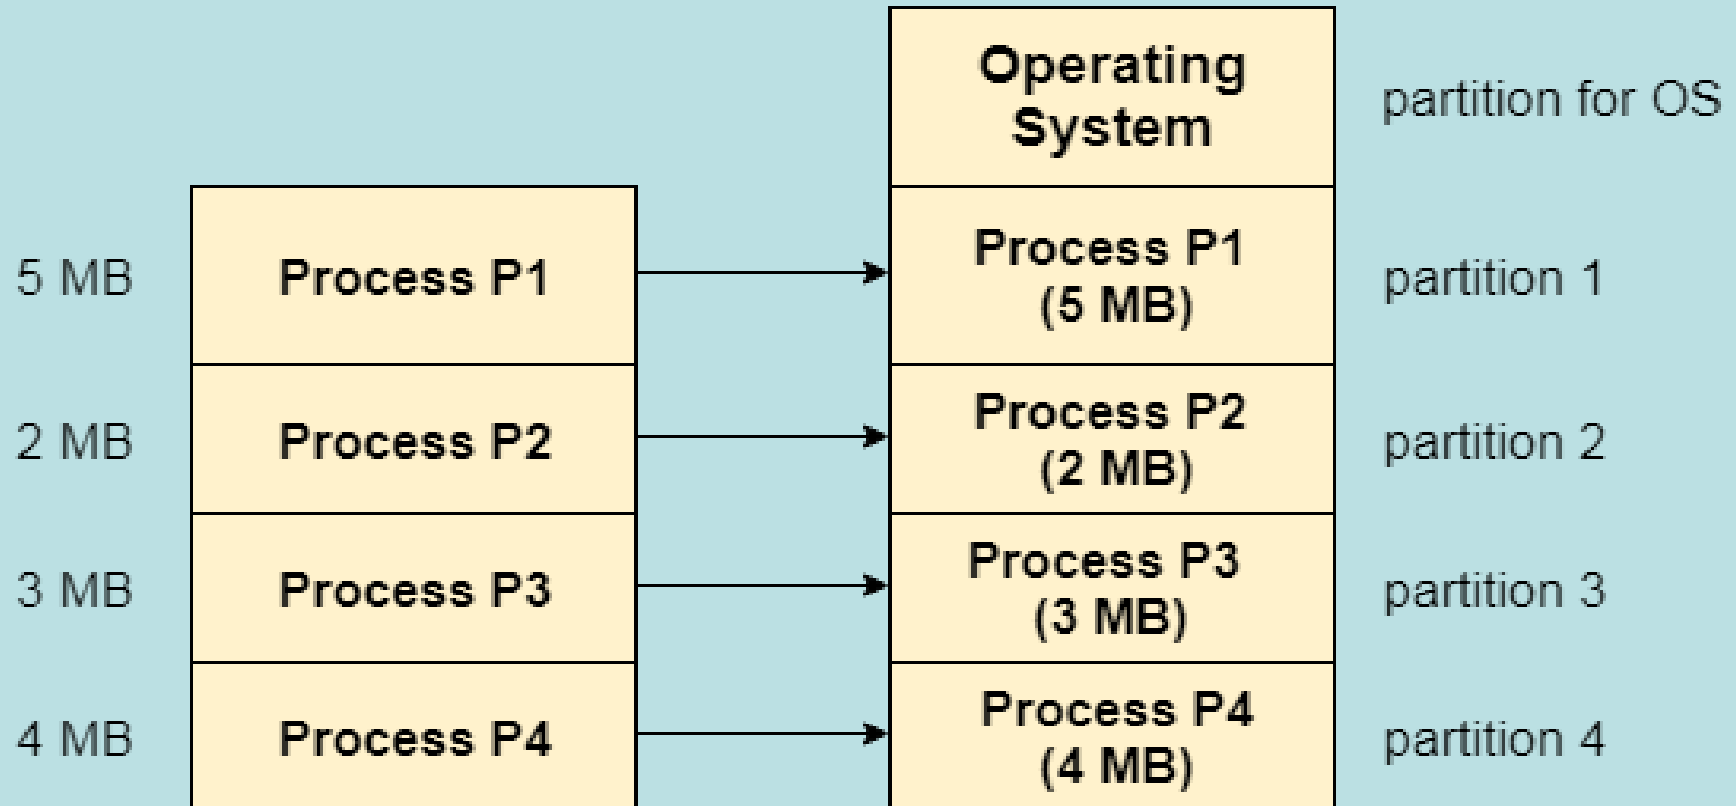 Operating
System
partition for OS
5 MB
Process P1
Process P1
(5 MB)
partition 1
2 MB
Process P2
Process P2
(2 MB)
partition 2
3 MB
Process P3
Process P3
(3 MB)
partition 3
4 MB
Process P4
Process P4
(4 MB)
partition 4